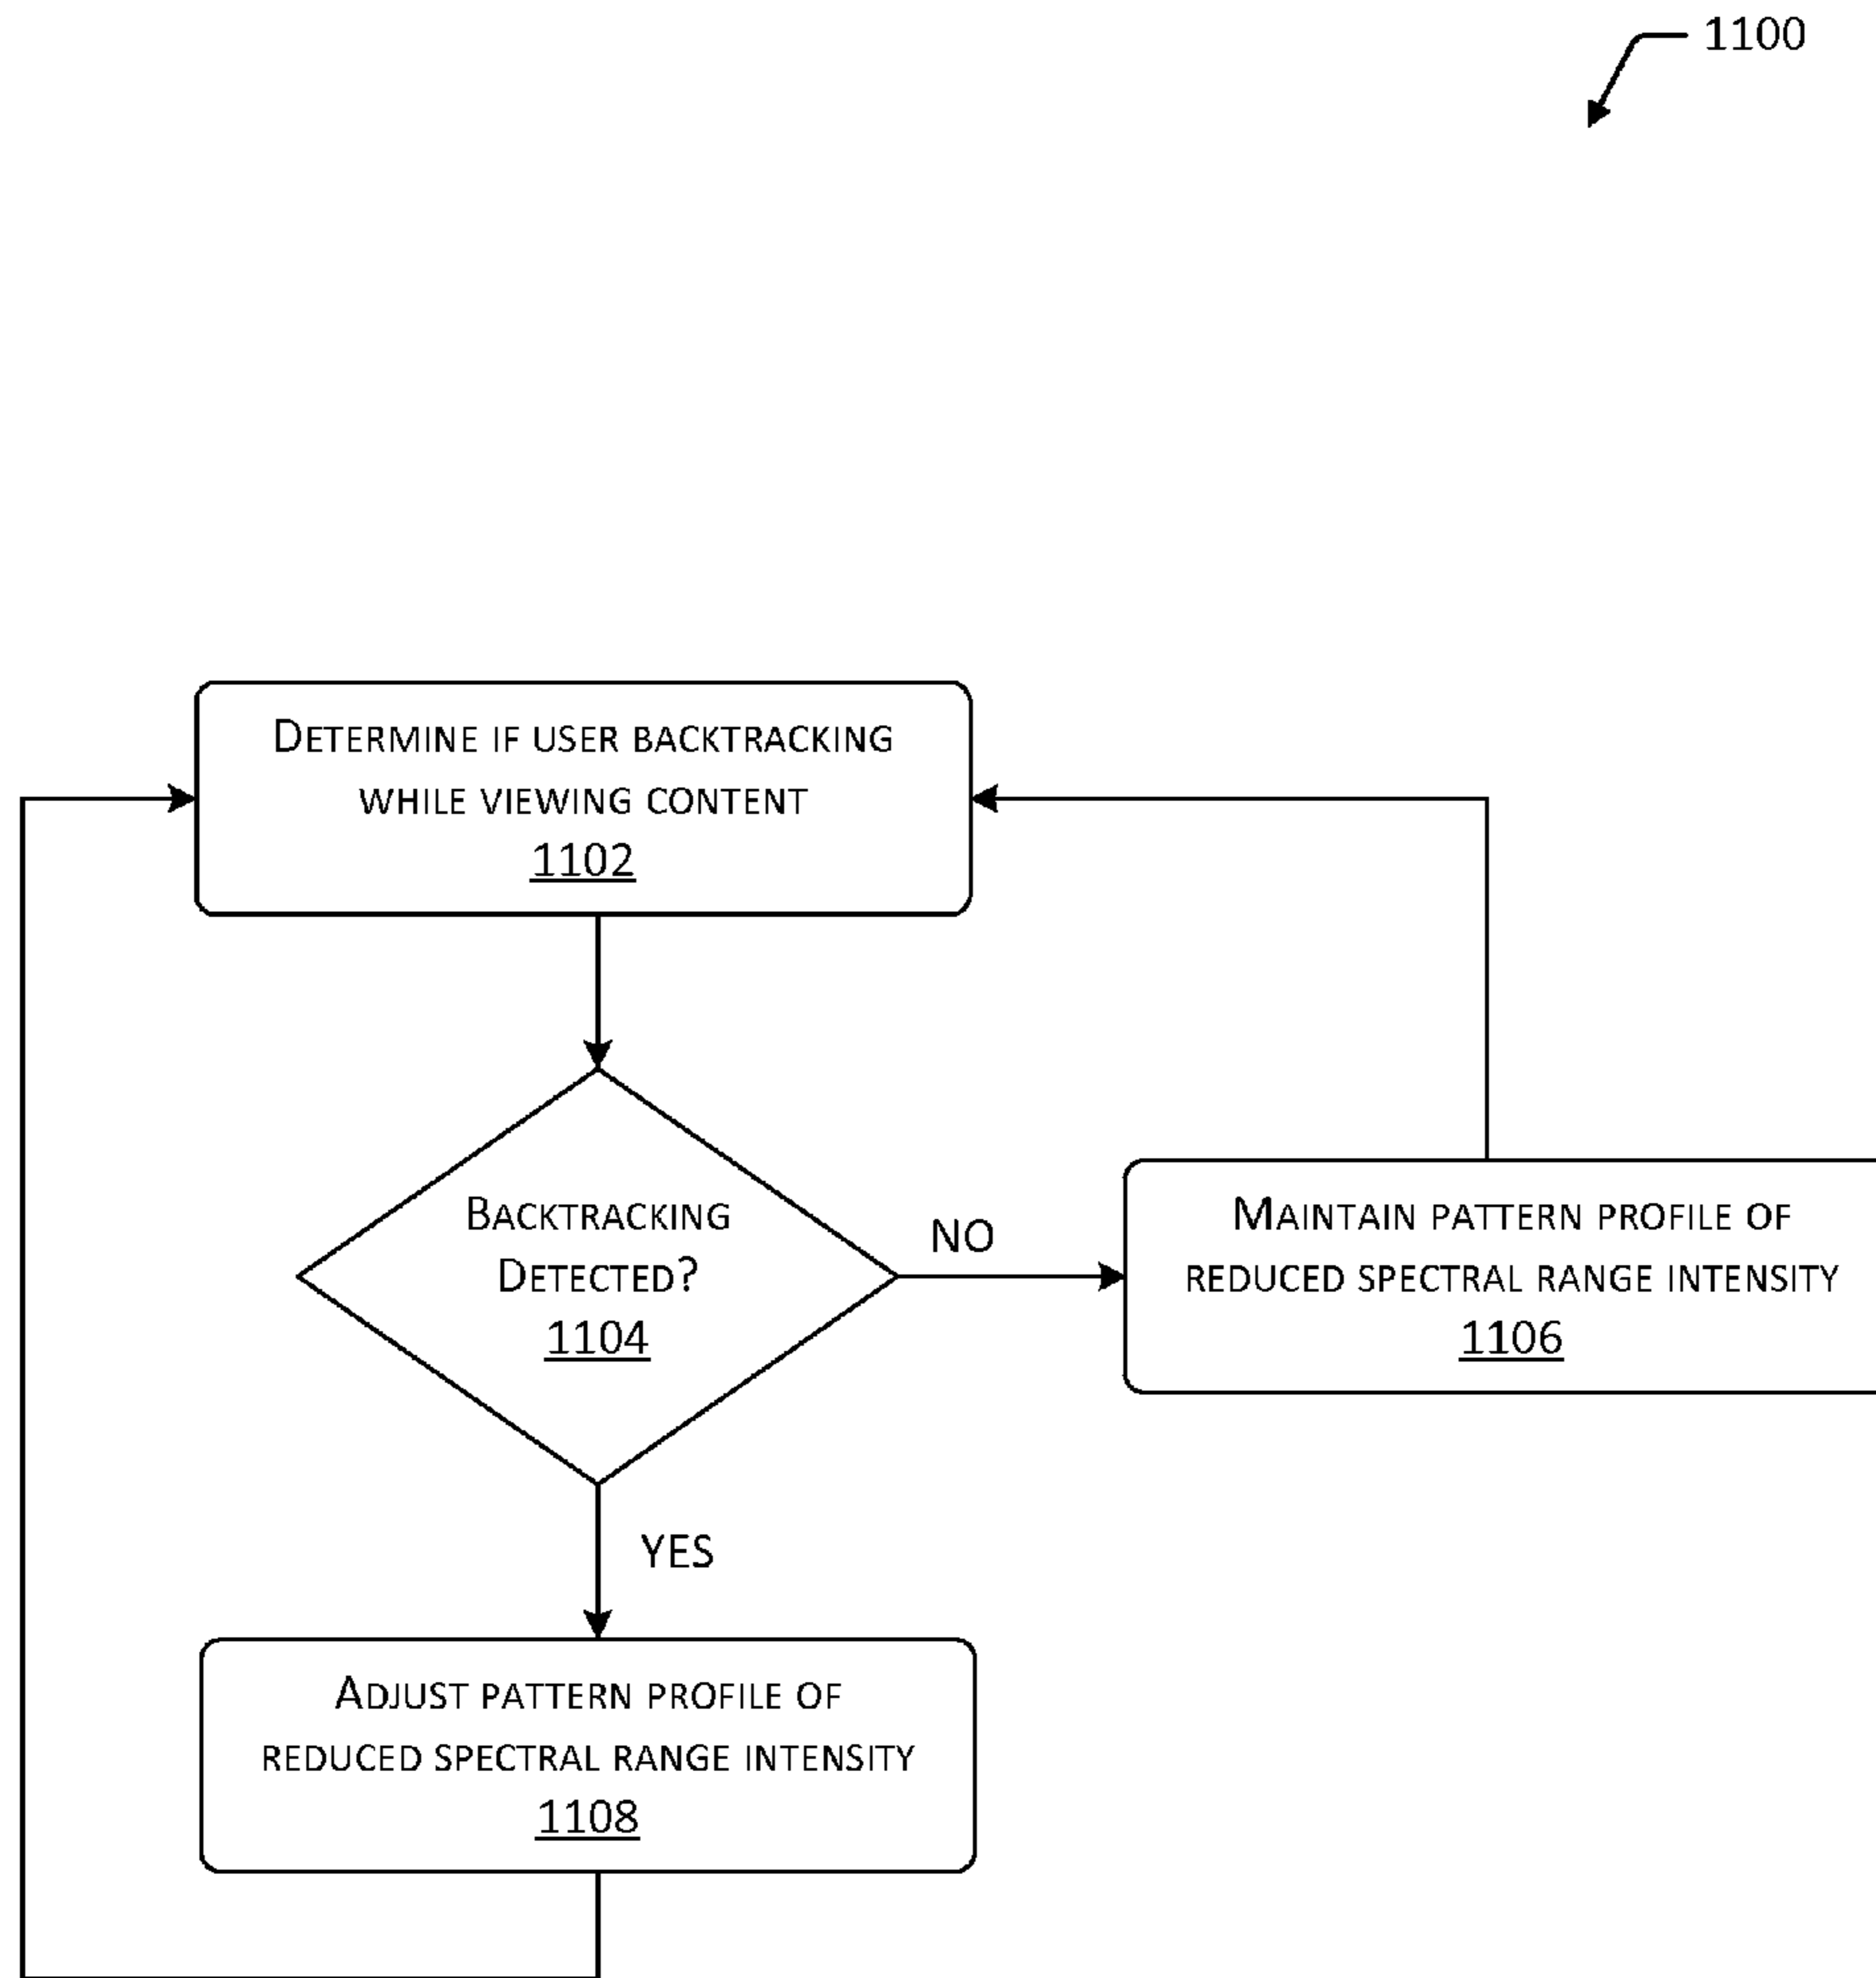 1100
Determine if user backtracking
while viewing content
1102
Backtracking
Detected?
1104
NO
Maintain pattern profile of
reduced spectral range intensity
1106
YES
Adjust pattern profile of
reduced spectral range intensity
1108